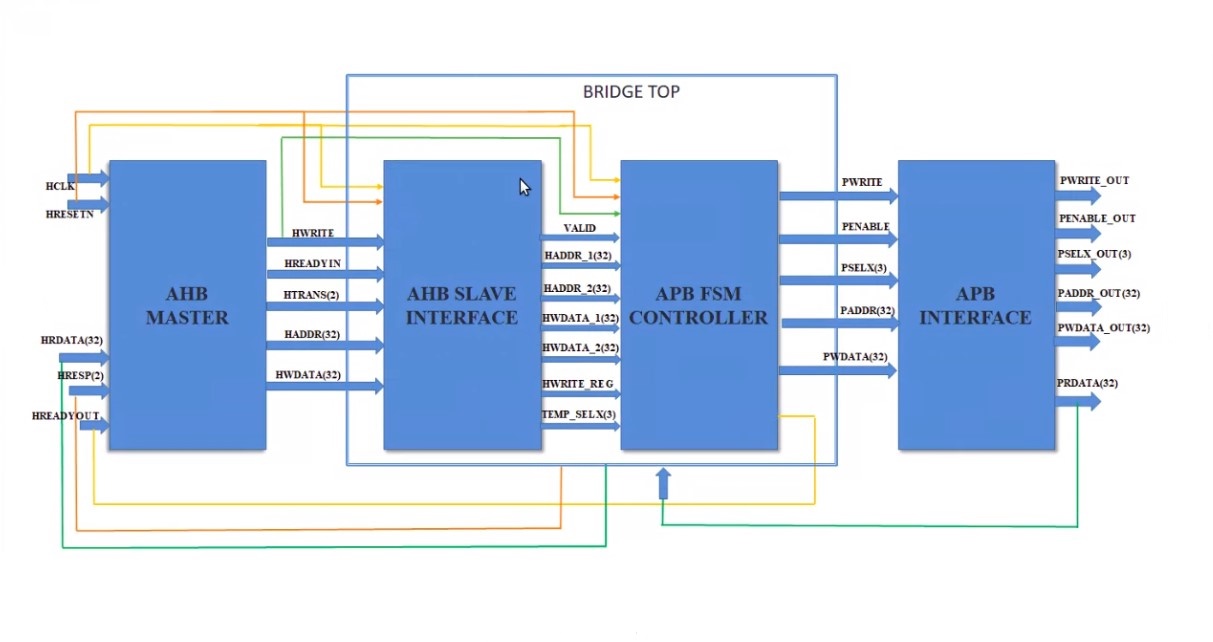 BRIDGE TOP
HCLK
HRESETN
HRDATA(32)
HRESP(2)
HREADYOUT
AHB
MASTER
HWRITE
HREADYIN
HTRANS(2)
HADDR(32)
HWDATA(32)
AHB SLAVE
INTERFACE
VALID
HADDR_1(32)
HADDR_2(32)
HWDATA_1(32)
HWDATA_2(32)
HWRITE_REG
TEMP_SELX(3)
APB FSM
CONTROLLER
PWRITE
PENABLE
PSELX(3)
PADDR(32)
PWDATA(32)
APB
INTERFACE
PWRITE_OUT
PENABLE_OUT
PSELX_OUT(3)
PADDR_OUT(32)
PWDATA_OUT(32)
PRDATA(32)